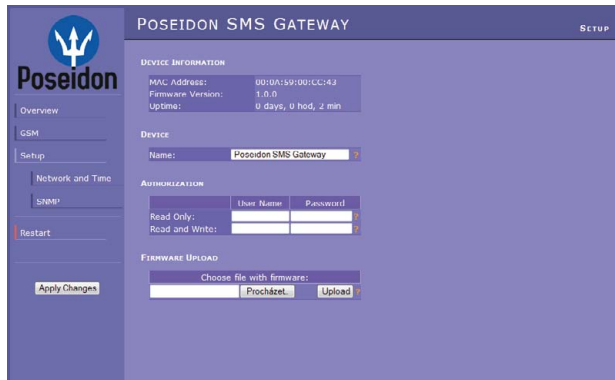 POSEIDON SMS GATEWAY
SETUP
Poseidon
Overview
GSM
Setup
Network and Time
SNMP
Restart
Apply Changes
DEVICE INFORMATION
MAC Address: 00:0A:59:00:CC:43
Firmware Version: 1.0.0
Uptime: 0 days, 0 hod, 2 min
DEVICE
Name: Poseidon SMS Gateway ?
AUTHORIZATION
User Name Password
Read Only: ?
Read and Write: ?
FIRMWARE UPLOAD
Choose file with firmware:
Procházet.. Upload ?